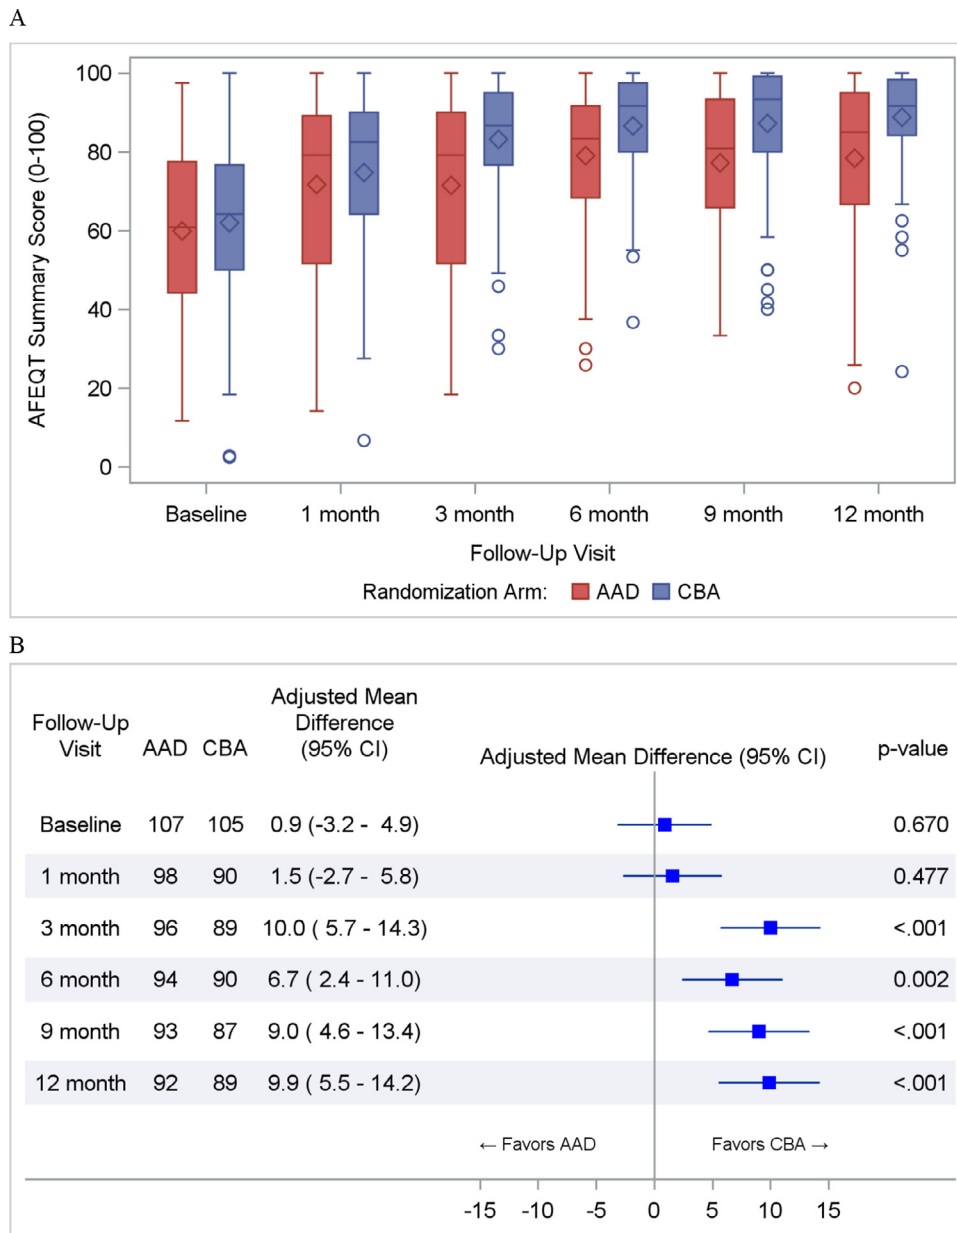 A
100
80
60
40
20
0
AFEQT Summary Score (0-100)
Baseline 1 month 3 month 6 month 9 month 12 month
Follow-Up Visit
Randomization Arm: AAD CBA
B
Follow-Up Visit AAD CBA Adjusted Mean Difference (95% CI) Adjusted Mean Difference (95% CI) p-value
Baseline 107 105 0.9 (-3.2 - 4.9) 0.670
1 month 98 90 1.5 (-2.7 - 5.8) 0.477
3 month 96 89 10.0 ( 5.7 - 14.3) <.001
6 month 94 90 6.7 ( 2.4 - 11.0) 0.002
9 month 93 87 9.0 ( 4.6 - 13.4) <.001
12 month 92 89 9.9 ( 5.5 - 14.2) <.001
← Favors AAD Favors CBA →
-15 -10 -5 0 5 10 15